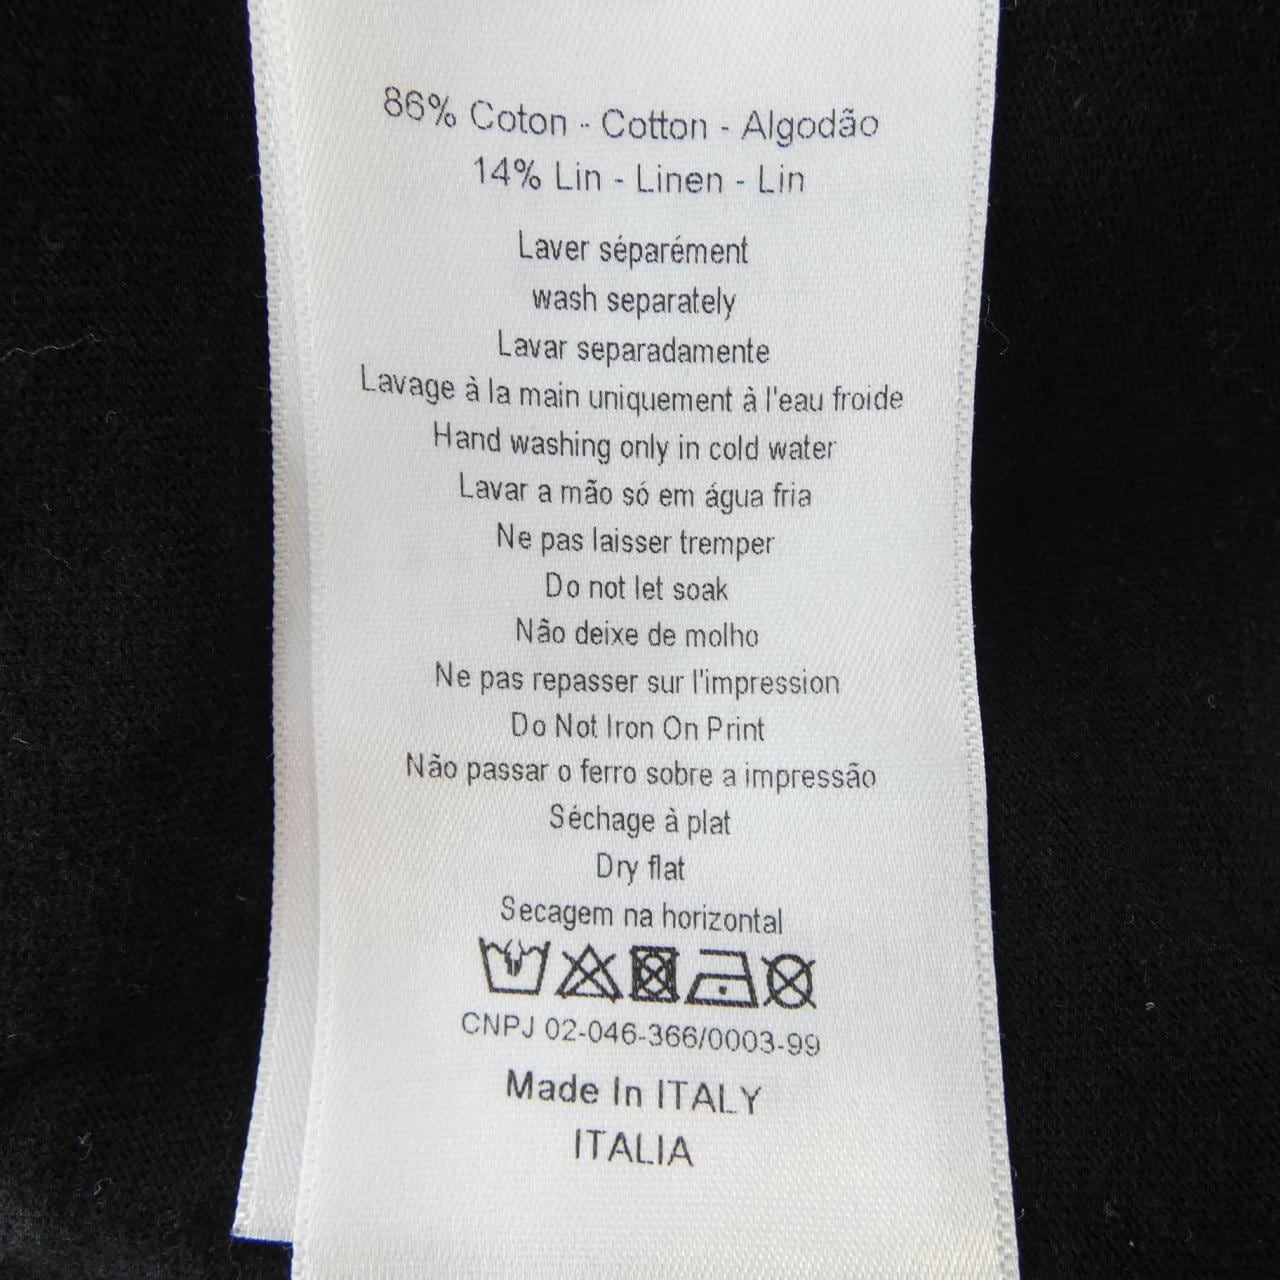 86% Coton - Cotton - Algodão
14% Lin - Linen - Lin
Laver séparément
wash separately
Lavar separadamente
Lavage à la main uniquement à l'eau froide
Hand washing only in cold water
Lavar a mão só em água fria
Ne pas laisser tremper
Do not let soak
Não deixe de molho
Ne pas repasser sur l'impression
Do Not Iron On Print
Não passar o ferro sobre a impressão
Séchage à plat
Dry flat
Secagem na horizontal
CNPJ 02-046-366/0003-99
Made In ITALY
ITALIA